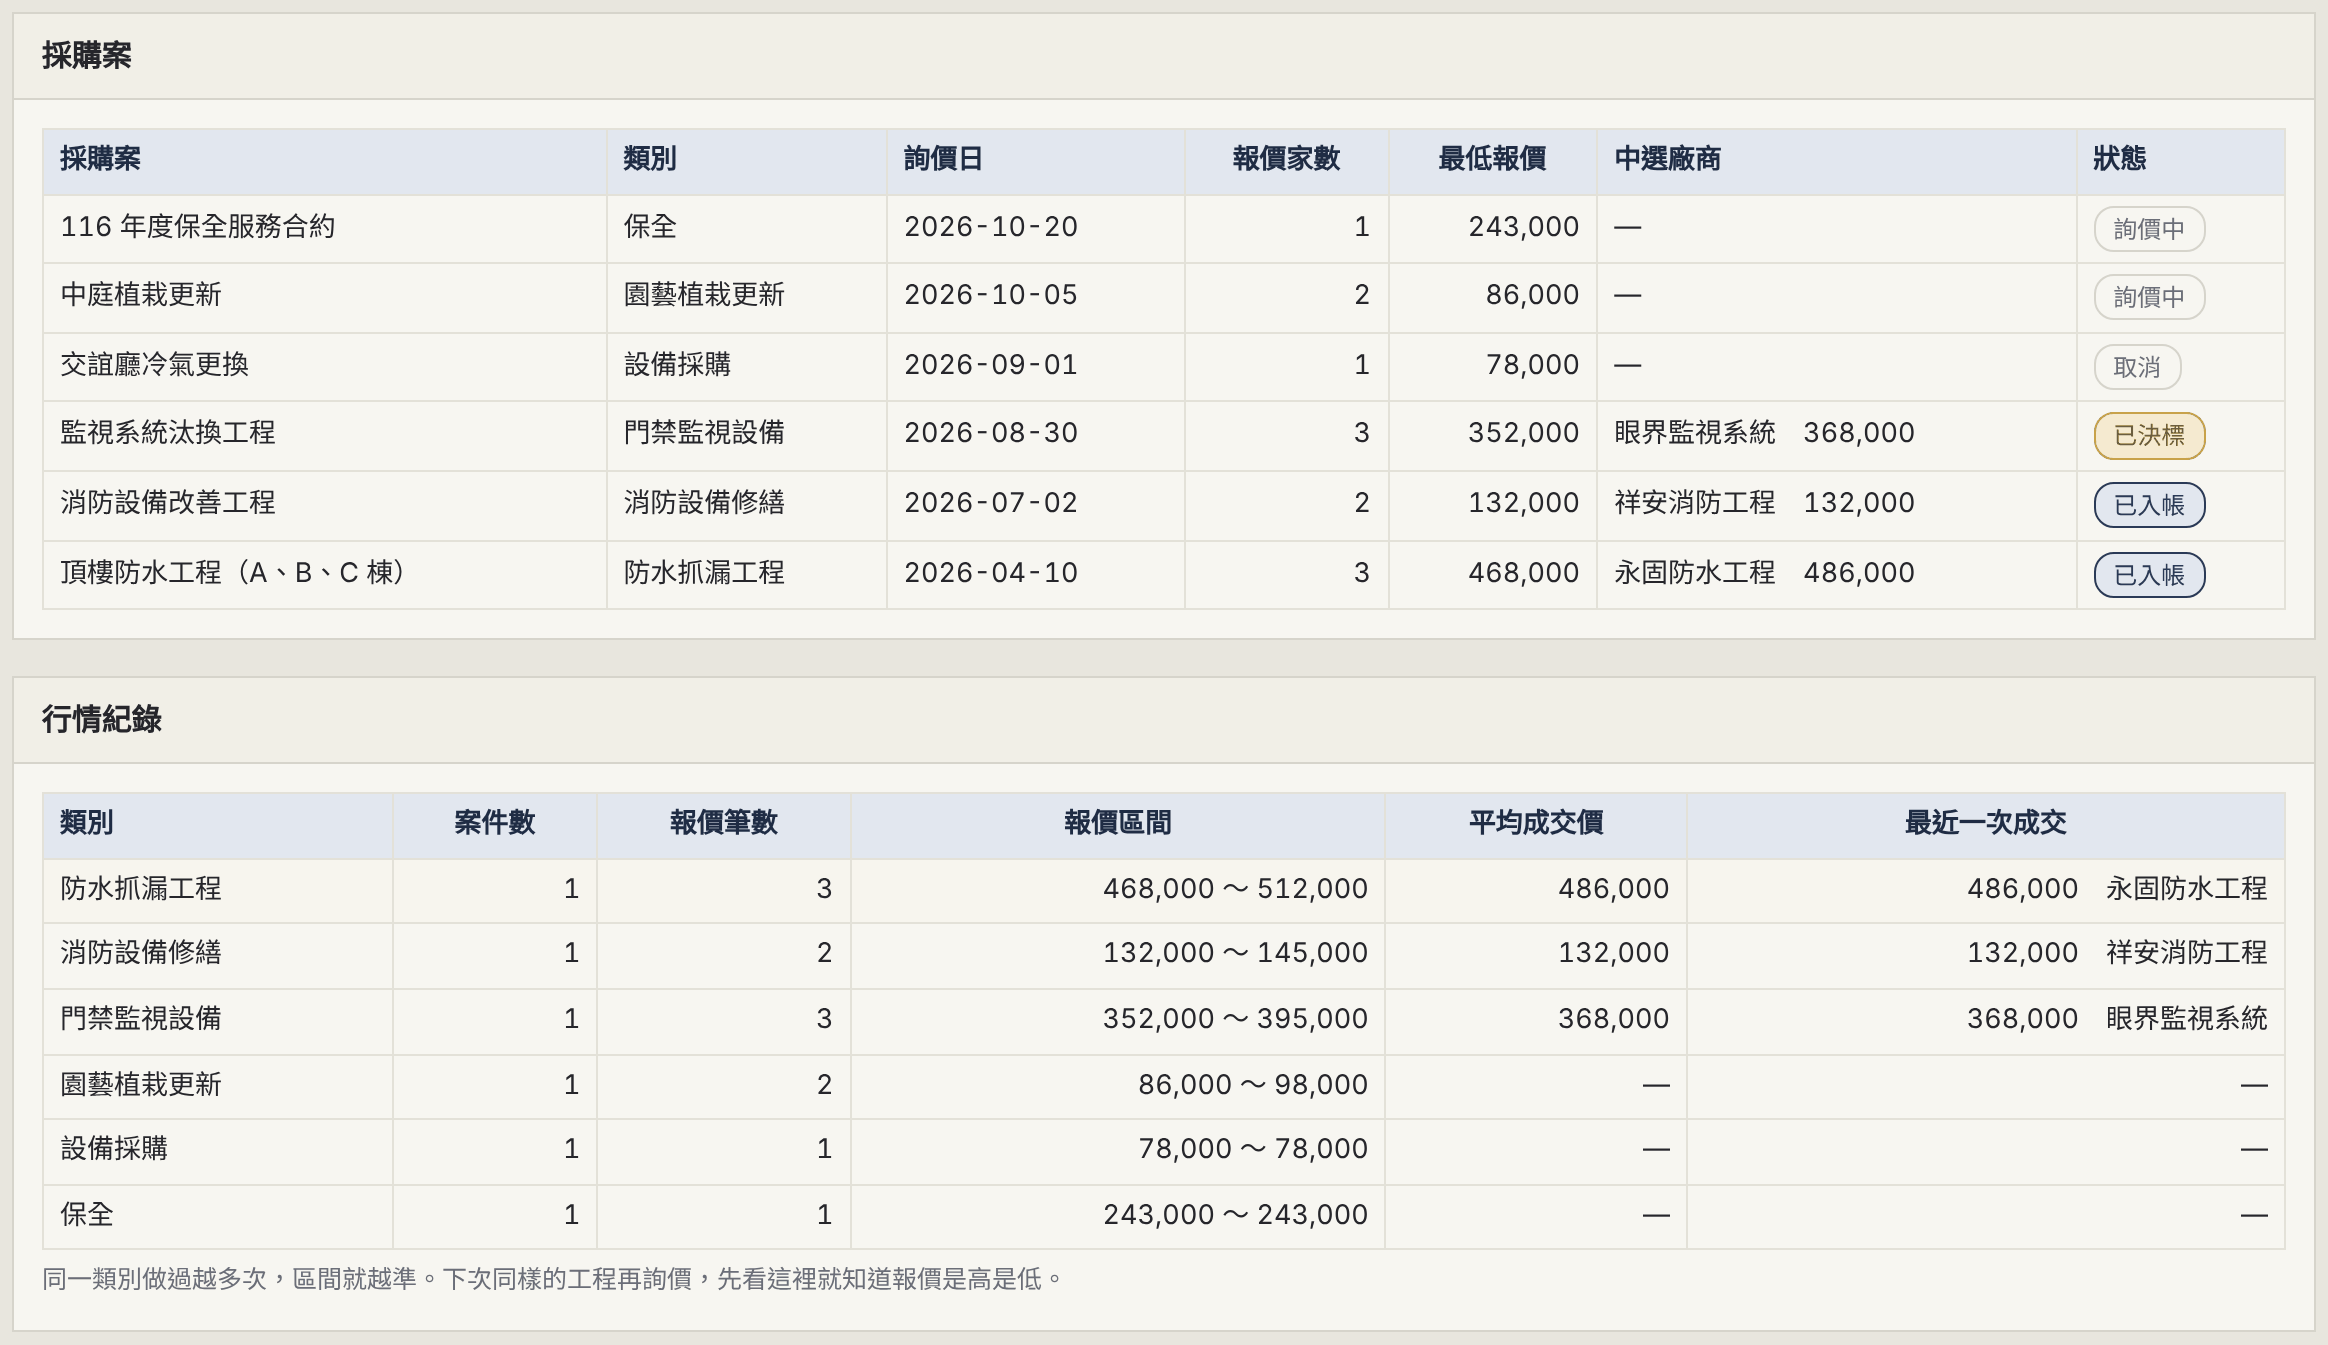 採購案
採購案 類別 詢價日 報價家數 最低報價 中選廠商 狀態
116 年度保全服務合約 保全 2026-10-20 1 243,000 — 詢價中
中庭植栽更新 園藝植栽更新 2026-10-05 2 86,000 — 詢價中
交誼廳冷氣更換 設備採購 2026-09-01 1 78,000 — 取消
監視系統汰換工程 門禁監視設備 2026-08-30 3 352,000 眼界監視系統 368,000 已決標
消防設備改善工程 消防設備修繕 2026-07-02 2 132,000 祥安消防工程 132,000 已入帳
頂樓防水工程（A、B、C 棟） 防水抓漏工程 2026-04-10 3 468,000 永固防水工程 486,000 已入帳
行情紀錄
類別 案件數 報價筆數 報價區間 平均成交價 最近一次成交
防水抓漏工程 1 3 468,000 ～ 512,000 486,000 486,000 永固防水工程
消防設備修繕 1 2 132,000 ～ 145,000 132,000 132,000 祥安消防工程
門禁監視設備 1 3 352,000 ～ 395,000 368,000 368,000 眼界監視系統
園藝植栽更新 1 2 86,000 ～ 98,000 — —
設備採購 1 1 78,000 ～ 78,000 — —
保全 1 1 243,000 ～ 243,000 — —
同一類別做過越多次，區間就越準。下次同樣的工程再詢價，先看這裡就知道報價是高是低。